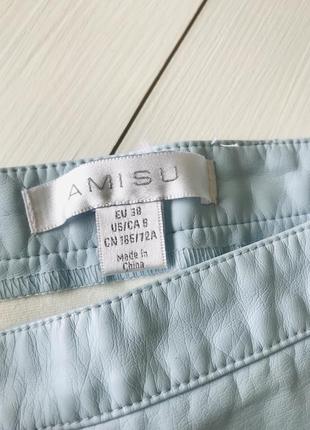 AMISU
EU 38
US/CA 8
CN 165/72A
Made in
China